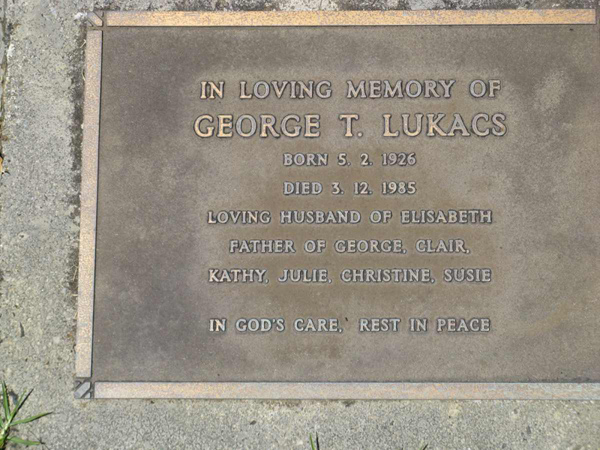 IN LOVING MEMORY OF
GEORGE T. LUKACS
BORN 5. 2. 1926
DIED 3. 12. 1985
LOVING HUSBAND OF ELISABETH
FATHER OF GEORGE, CLAIR,
KATHY, JULIE, CHRISTINE, SUSIE
IN GOD'S CARE, REST IN PEACE